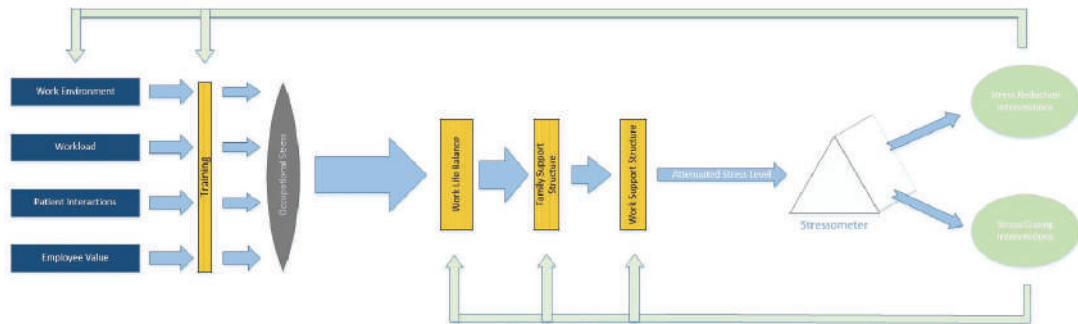 Work Environment
Workload
Patient Interactions
Employee Value
Training
Occupational Stress
Work Life Balance
Family Support
Structure
Work Support Structure
Attenuated Stress Level
Stressometer
Stress Reduction
Interventions
Stress Coping
Interventions